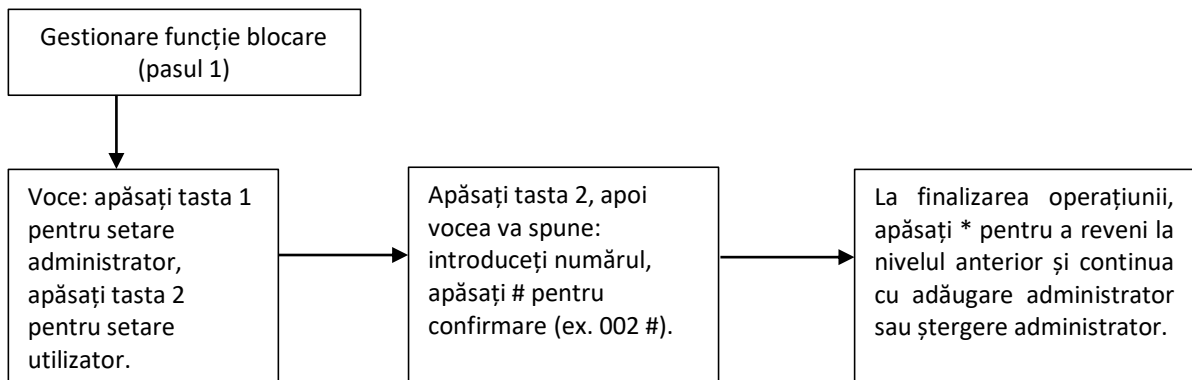 Gestionare funcție blocare
(pasul 1)
Voce: apăsați tasta 1
pentru setare
administrator,
apăsați tasta 2
pentru setare
utilizator.
Apăsați tasta 2, apoi
vocea va spune:
introduceți numărul,
apăsați # pentru
confirmare (ex. 002 #).
La finalizarea operațiunii,
apăsați * pentru a reveni la
nivelul anterior și continua
cu adăugare administrator
sau ștergere administrator.